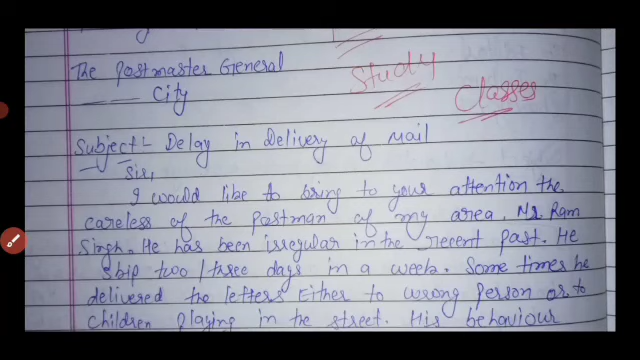 The Postmaster General
City
Study
Classes
Subject:- Delay in Delivery of Mail
Sir,
I would like to bring to your attention the
careless of the postman of my area, Mr. Ram
Singh. He has been irregular in the recent past. He
skip two/three days in a week. Some times he
delivered the letters Either to wrong person or to
children playing in the street. His behaviour